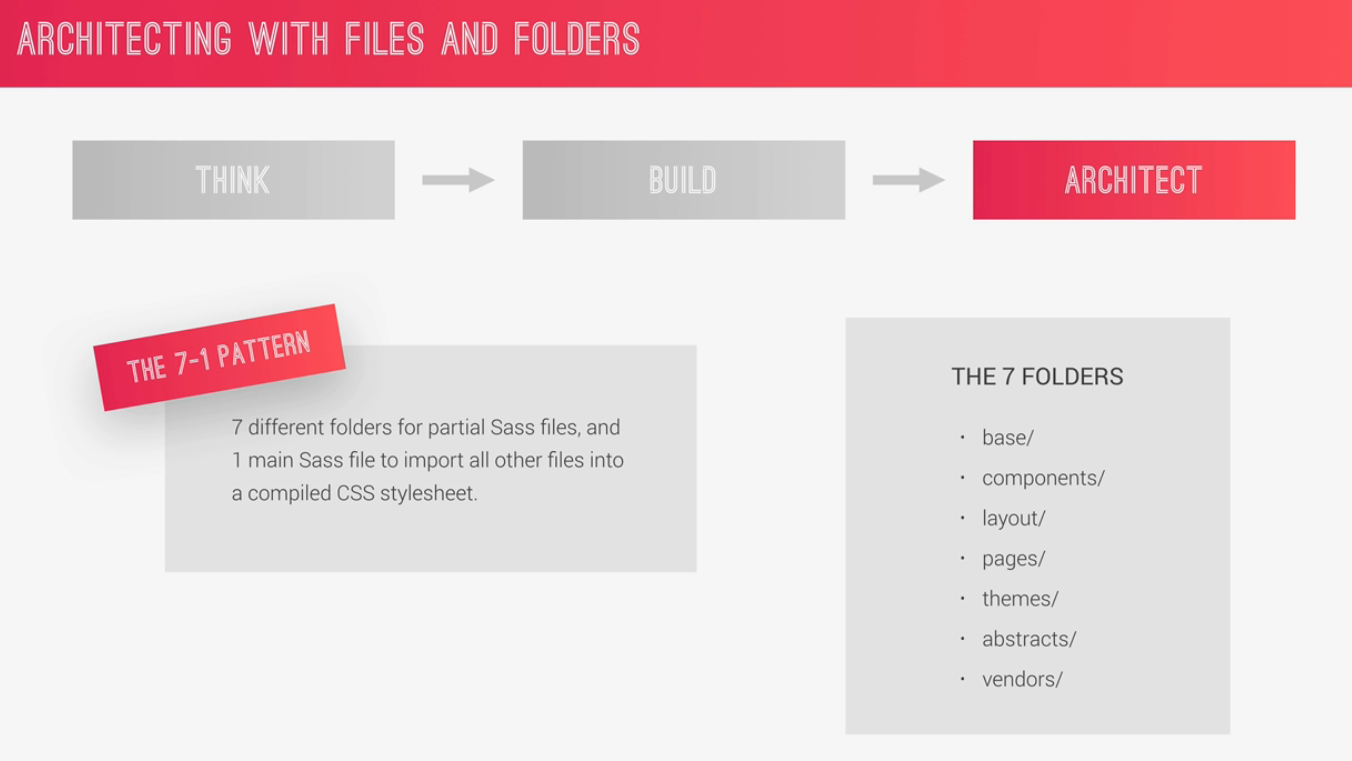 ARCHITECTING WITH FILES AND FOLDERS
THINK
BUILD
ARCHITECT
THE 7-1 PATTERN
7 different folders for partial Sass files, and
1 main Sass file to import all other files into
a compiled CSS stylesheet.
THE 7 FOLDERS
• base/
• components/
• layout/
• pages/
• themes/
• abstracts/
• vendors/